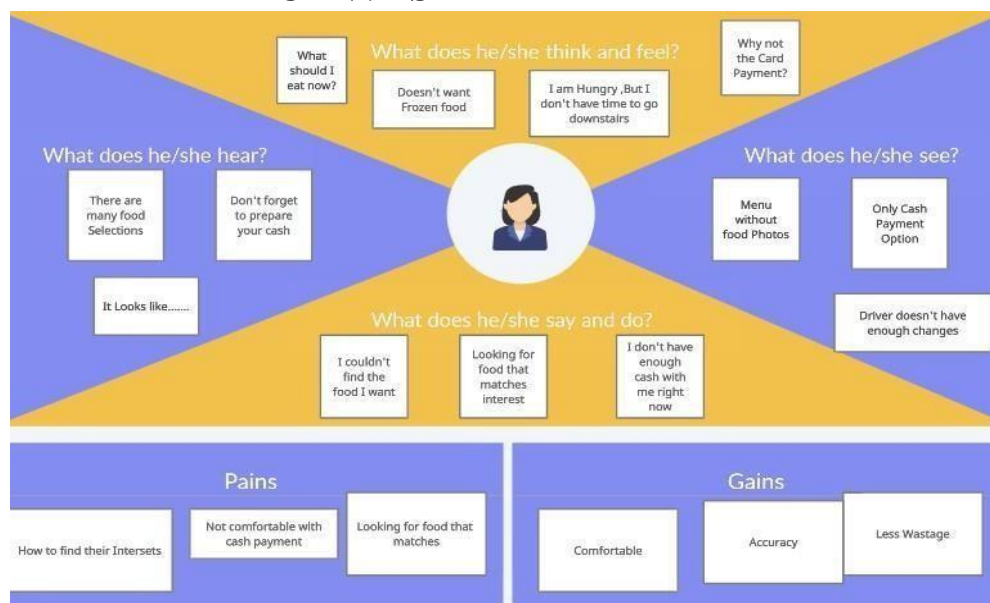 What does he/she think and feel?
What
should I
eat now?
Doesn't want
Frozen food
I am Hungry ,But I
don't have time to go
downstairs
Why not
the Card
Payment?
What does he/she hear?
There are
many food
Selections
Don't forget
to prepare
your cash
It Looks like.......
What does he/she see?
Menu
without
food Photos
Only Cash
Payment
Option
Driver doesn't have
enough changes
What does he/she say and do?
I couldn't
find the
food I want
Looking for
food that
matches
interest
I don't have
enough
cash with
me right
now
Pains
How to find their Intersets
Not comfortable with
cash payment
Looking for food that
matches
Gains
Comfortable
Accuracy
Less Wastage